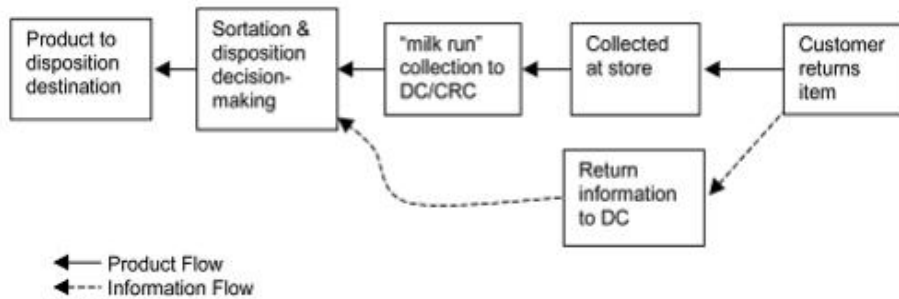 Product to
disposition
destination
Sortation &
disposition
decision-
making
“milk run”
collection to
DC/CRC
Collected
at store
Customer
returns
item
Return
information
to DC
Product Flow
Information Flow